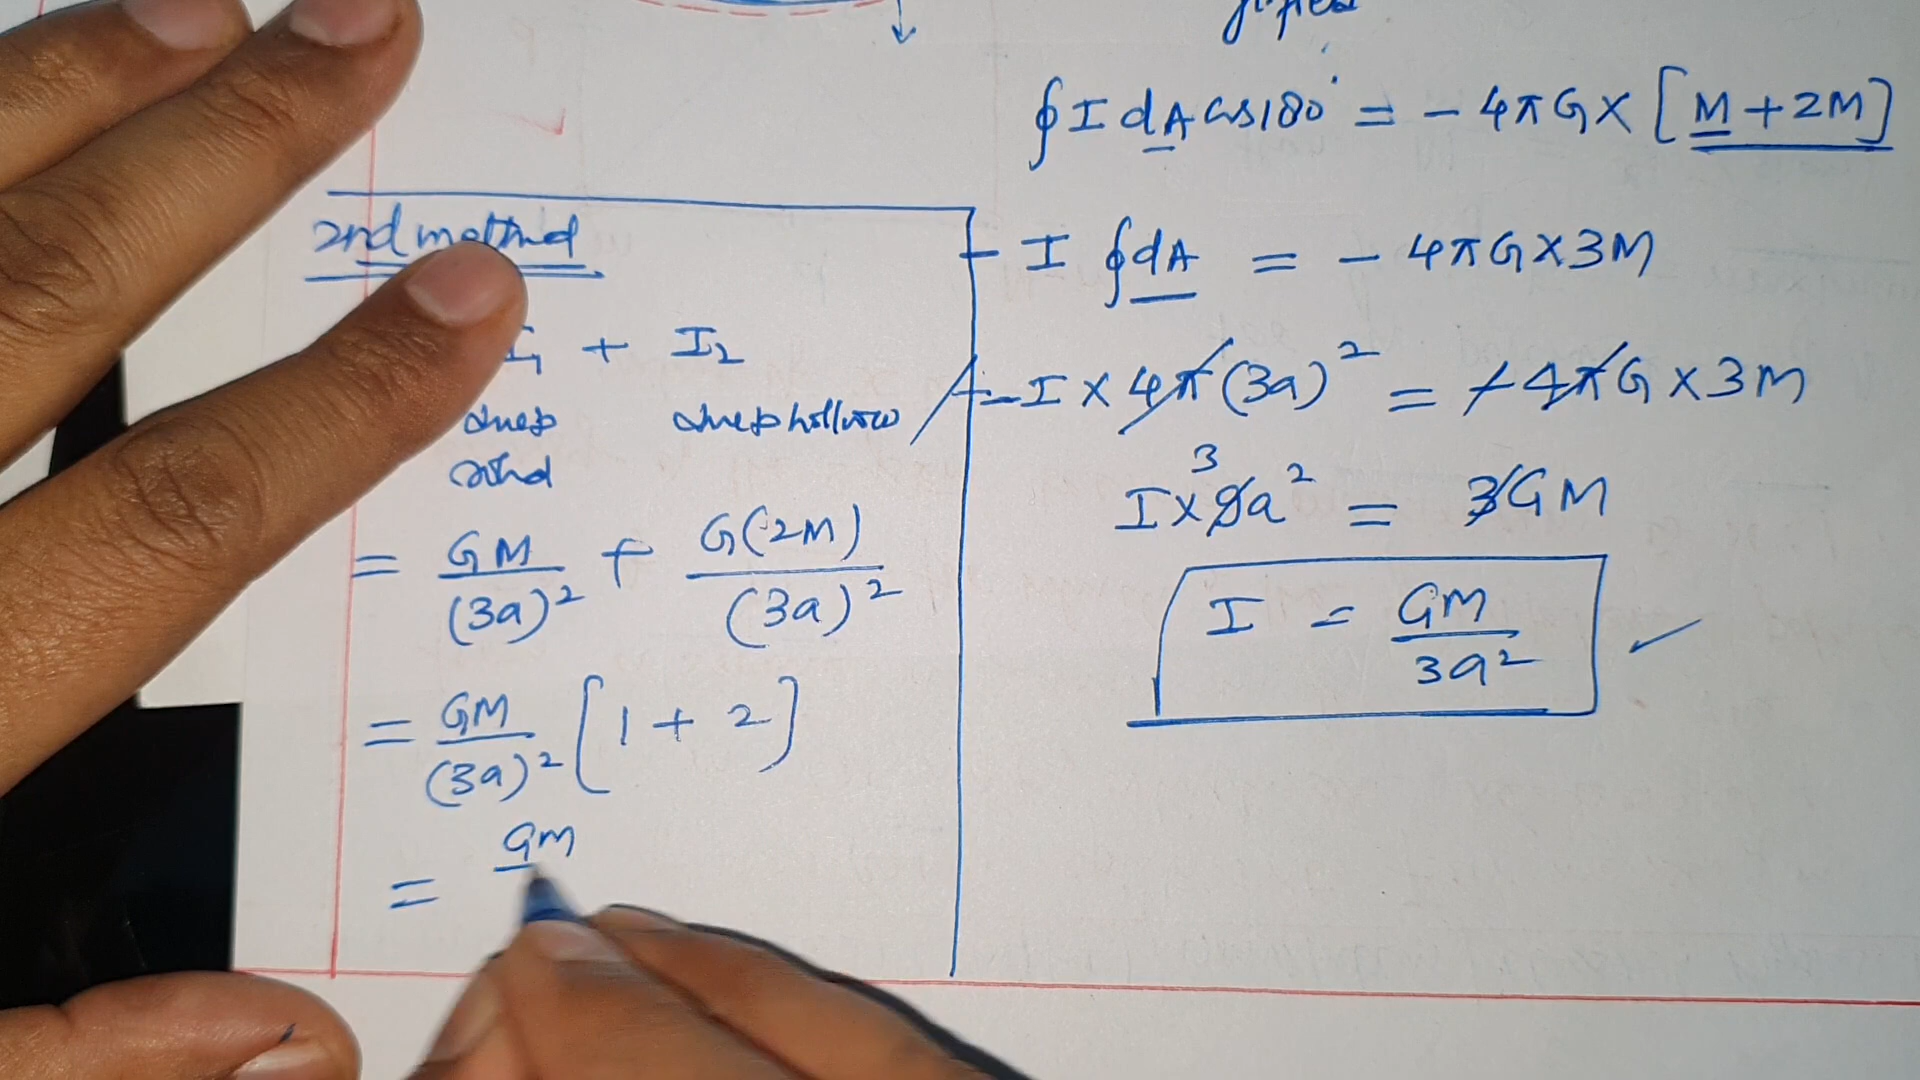 ∮I dA cos180° = - 4πG× [M+2M]
- I ∮dA = - 4πG×3M
- I × 4π(3a)² = - 4πG × 3M
3
I×9a² = 3GM
I = GM/3a²
2nd method
I₁ + I₂
= GM/(3a)² + G(2M)/(3a)²
= GM/(3a)² [1 + 2]
= GM